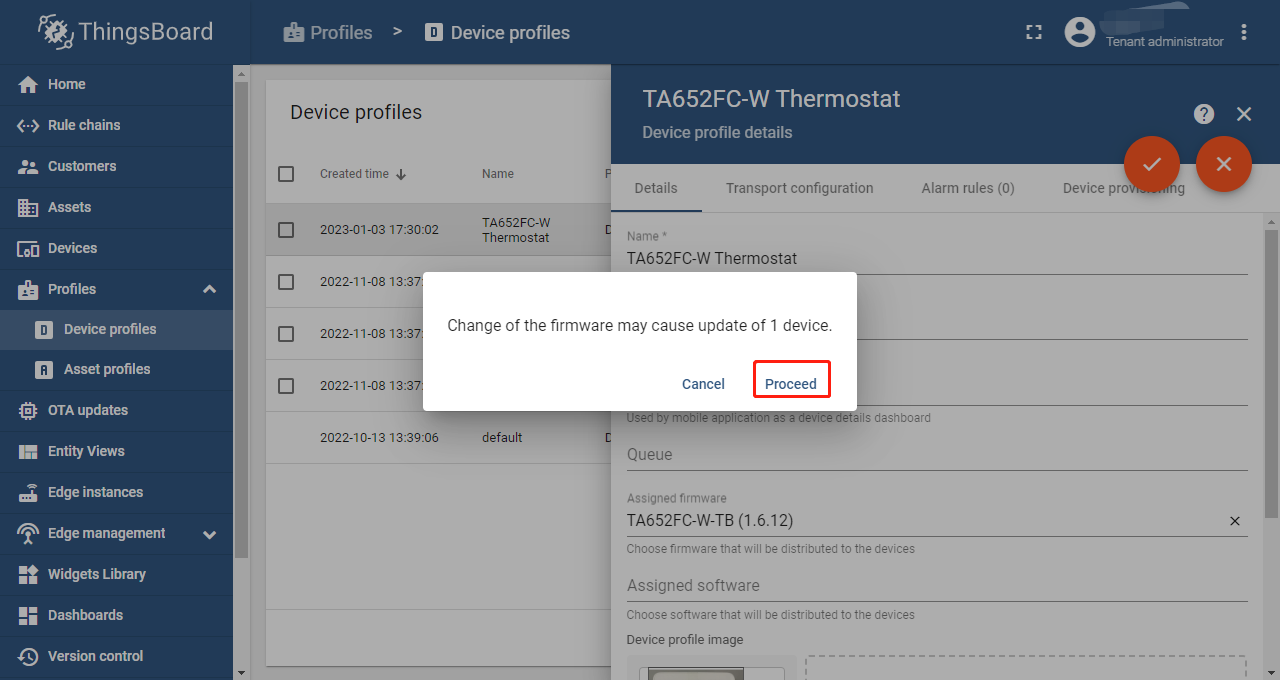 ThingsBoard
Profiles > D Device profiles
Tenant administrator
Home
Rule chains
Customers
Assets
Devices
Profiles
D Device profiles
A Asset profiles
OTA updates
Entity Views
Edge instances
Edge management
Widgets Library
Dashboards
Version control
Device profiles
Created time Name P
2023-01-03 17:30:02 TA652FC-W D
Thermostat
2022-11-08 13:37:
2022-11-08 13:37:
2022-11-08 13:37:
2022-10-13 13:39:06 default D
TA652FC-W Thermostat
Device profile details
Details Transport configuration Alarm rules (0) Device provisioning
Name *
TA652FC-W Thermostat
Change of the firmware may cause update of 1 device.
Cancel Proceed
Used by mobile application as a device details dashboard
Queue
Assigned firmware
TA652FC-W-TB (1.6.12)
Choose firmware that will be distributed to the devices
Assigned software
Choose software that will be distributed to the devices
Device profile image